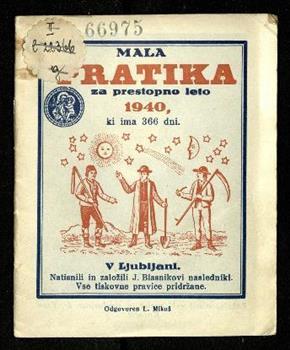 66975
II
MALA
PRATIKA
za prestopno leto
1940,
ki ima 366 dni.
V Ljubljani.
Natisnili in založili J. Blasnikovi nasledniki.
Vse tiskovne pravice pridržane.
Odgovoren L. Mikuš